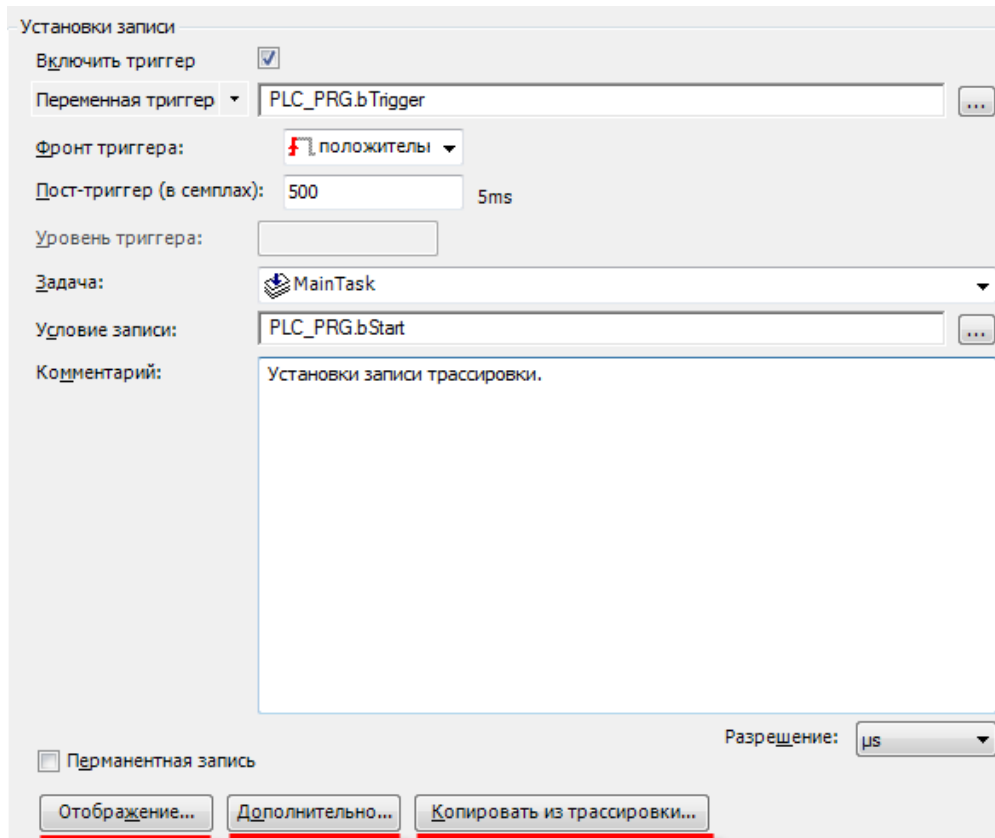 Установки записи
Включить триггер
Переменная триггер PLC_PRG.bTrigger ...
Фронт триггера: положителы
Пост-триггер (в семплах): 500 5ms
Уровень триггера:
Задача: MainTask
Условие записи: PLC_PRG.bStart ...
Комментарий: Установки записи трассировки.
Разрешение: µs
Перманентная запись
Отображение... Дополнительно... Копировать из трассировки...